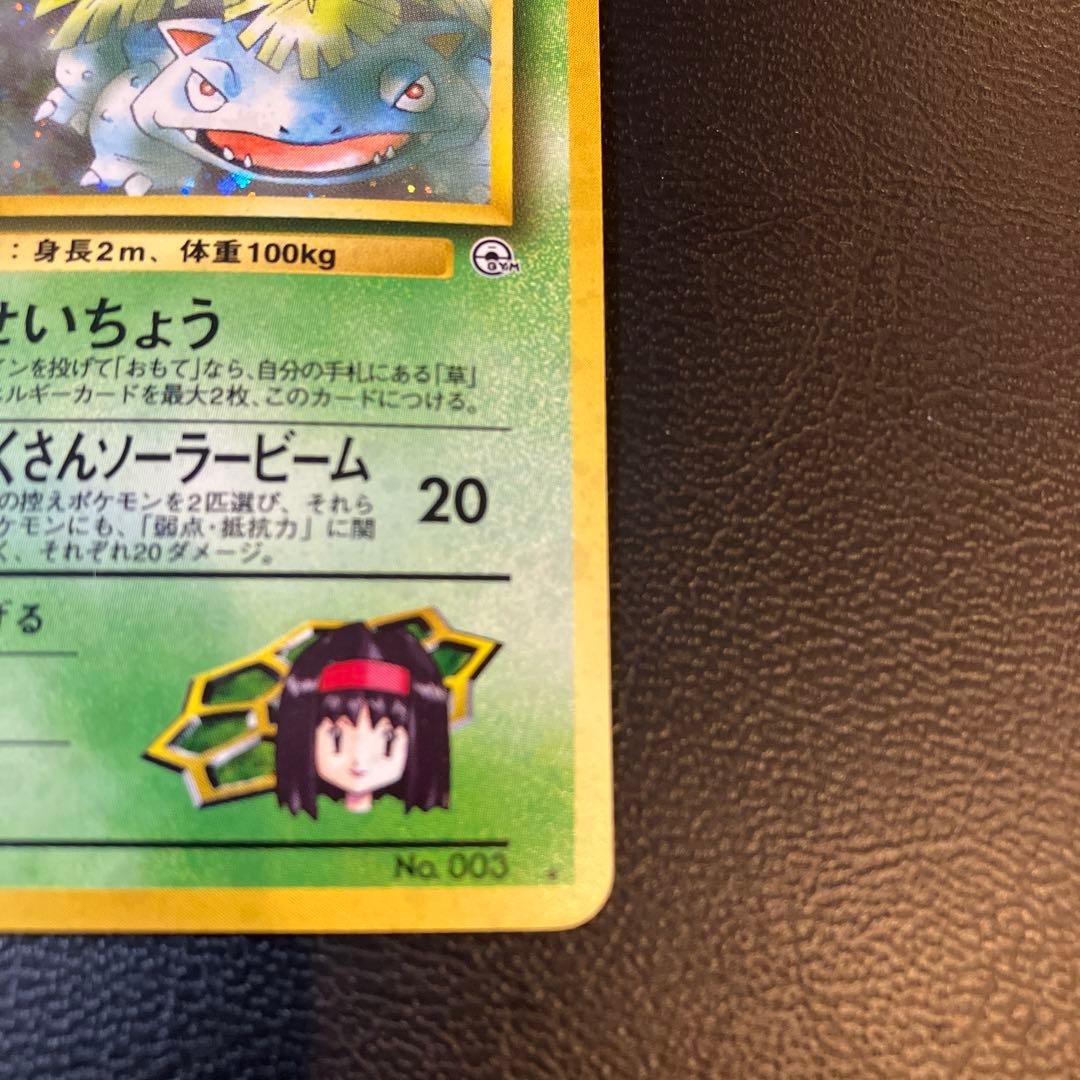 ：身長2m、体重100kg
GYM
せいちょう
インを投げて「おもて」なら、自分の手札にある「草」
ルギーカードを最大2枚、このカードにつける。
くさんソーラービーム
20
の控えポケモンを2匹選び、それら
ケモンにも、「弱点・抵抗力」に関
く、それぞれ20ダメージ。
げる
No. 003